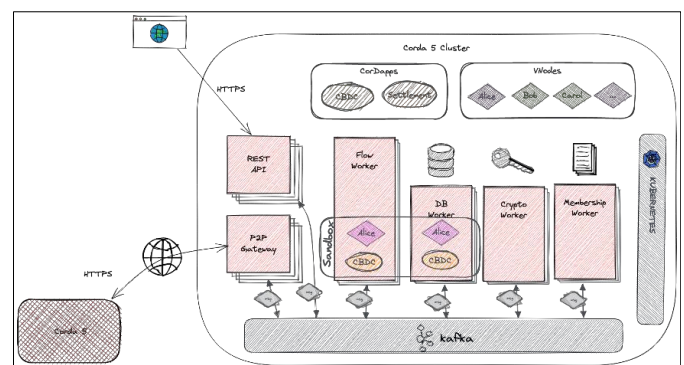 Corda 5 Cluster
CorDapps
CBDC
Settlement
VNodes
Alice
Bob
Carol
...
HTTPS
REST
API
Flow
Worker
DB
Worker
Crypto
Worker
Membership
Worker
KUBERNETES
P2P
Gateway
Sandbox
Alice
CBDC
Alice
CBDC
HTTPS
Corda 5
kafka